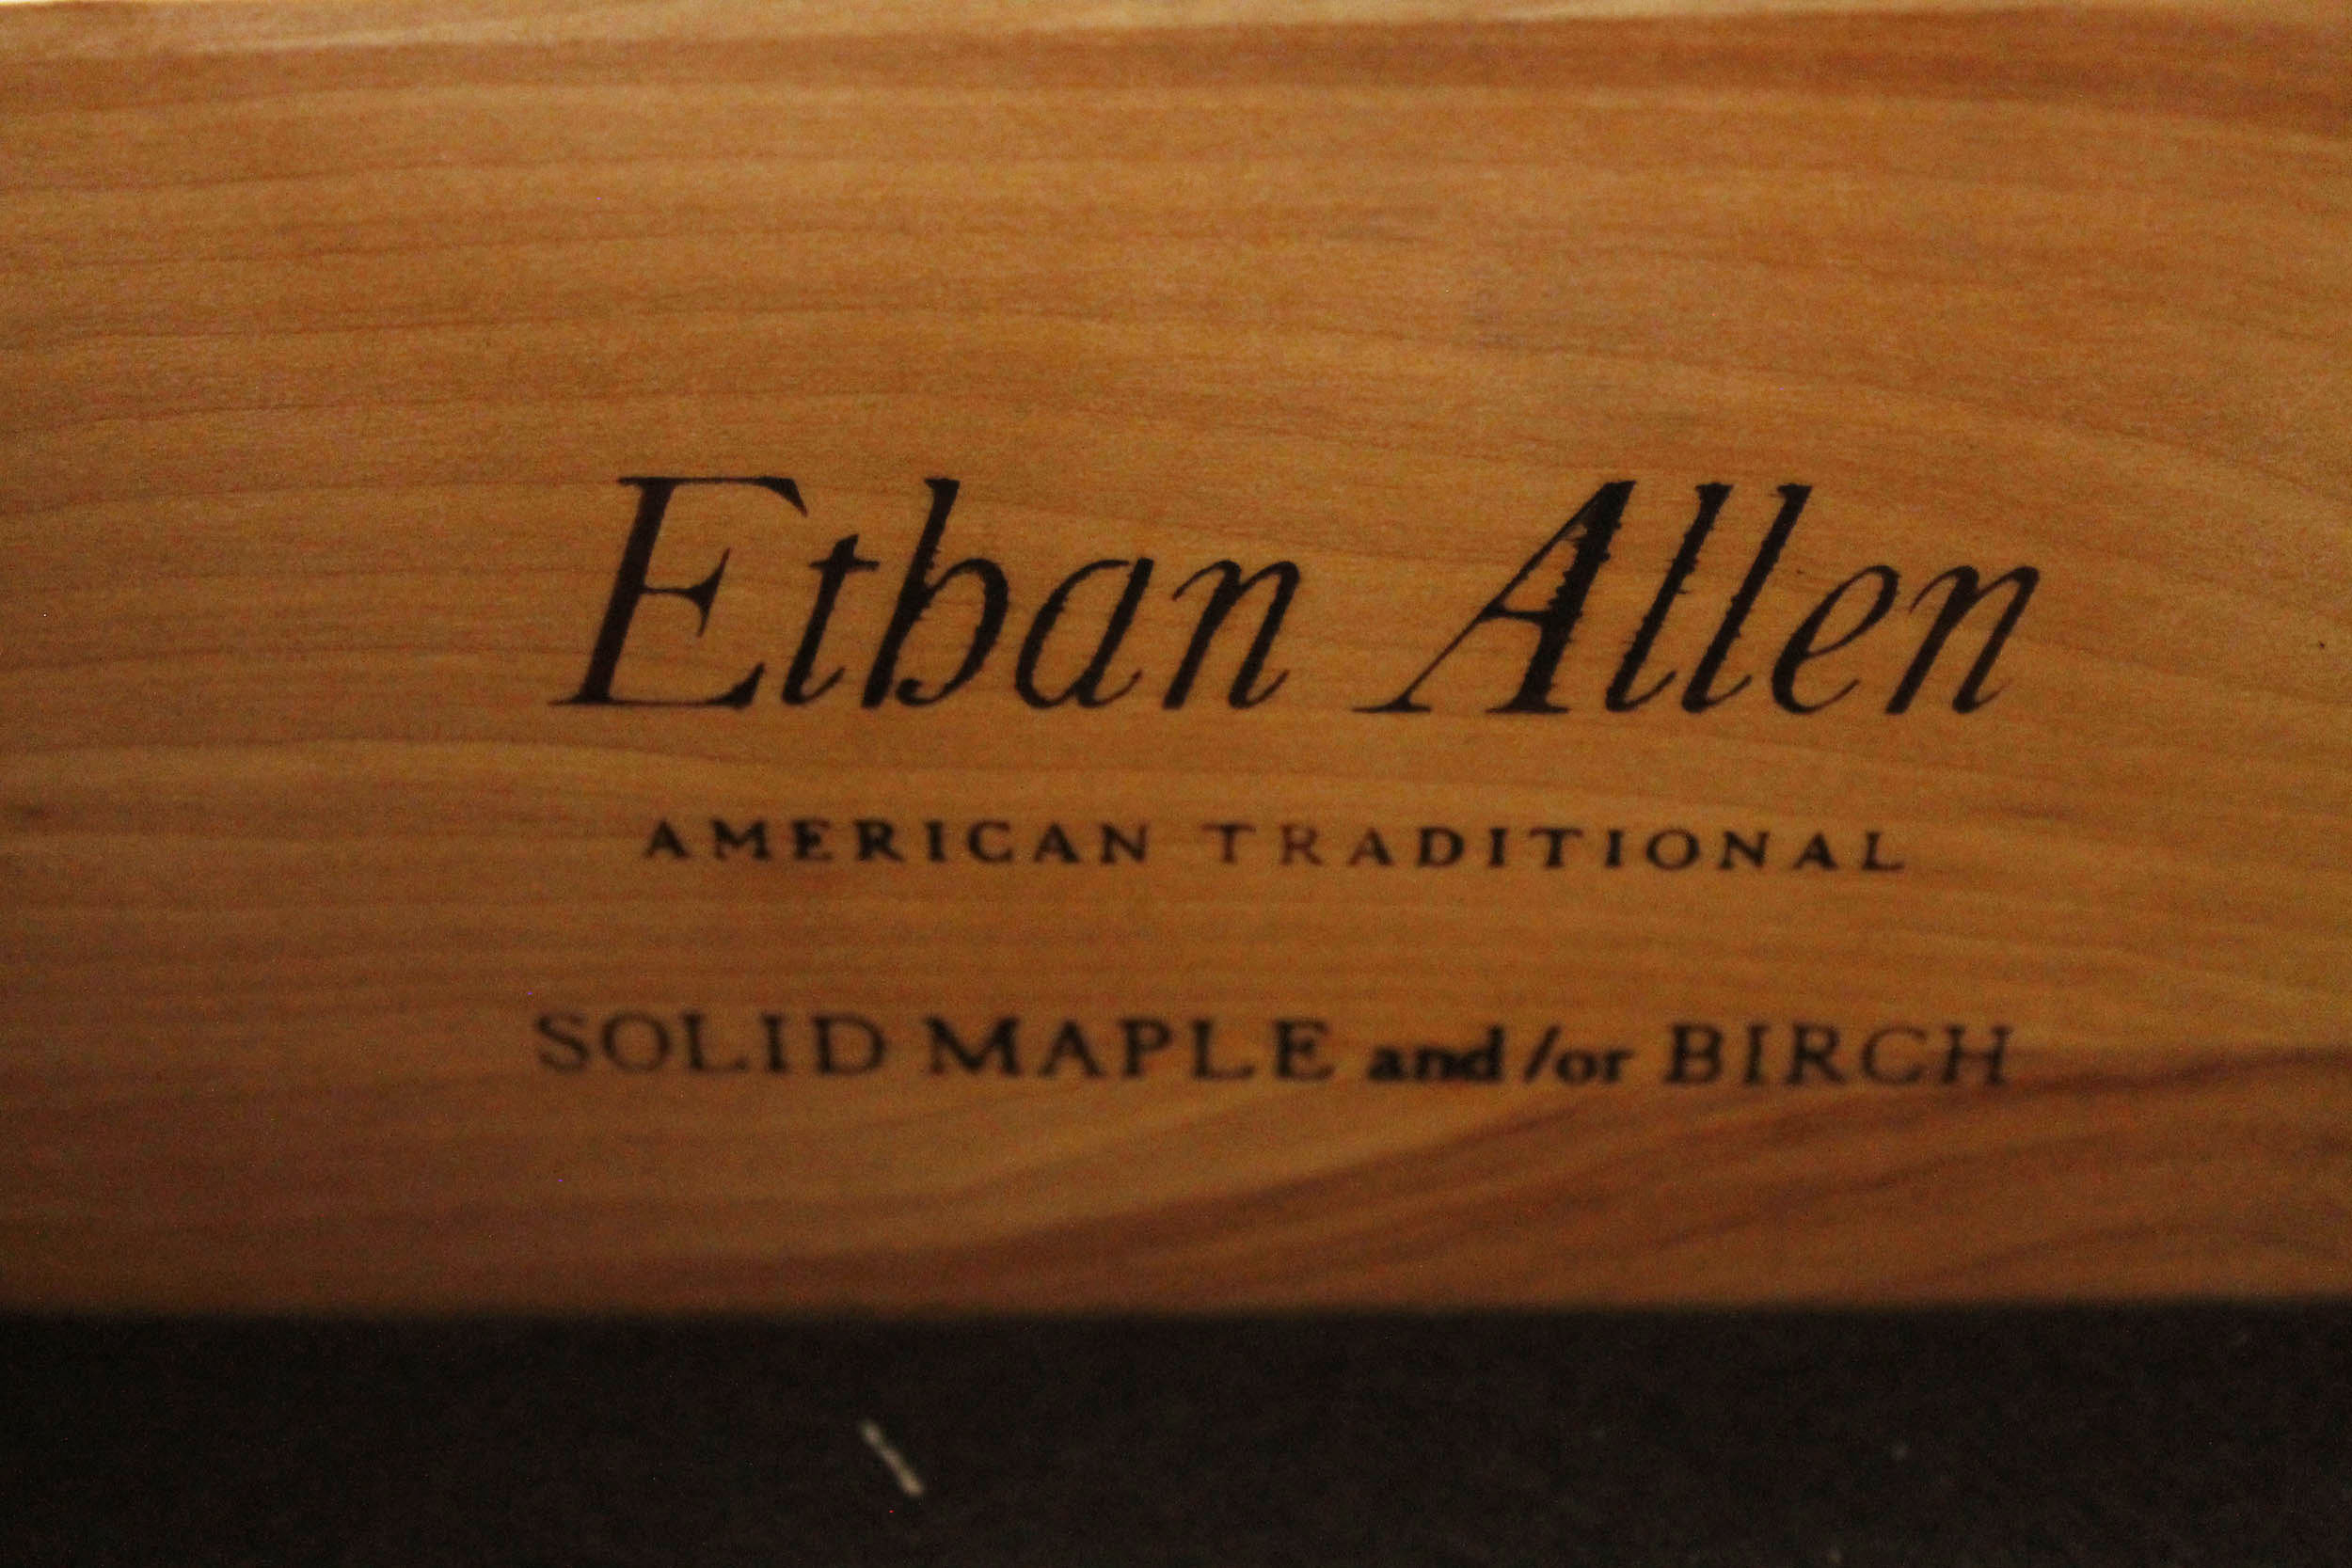 Ethan Allen
AMERICAN TRADITIONAL
SOLID MAPLE and/or BIRCH